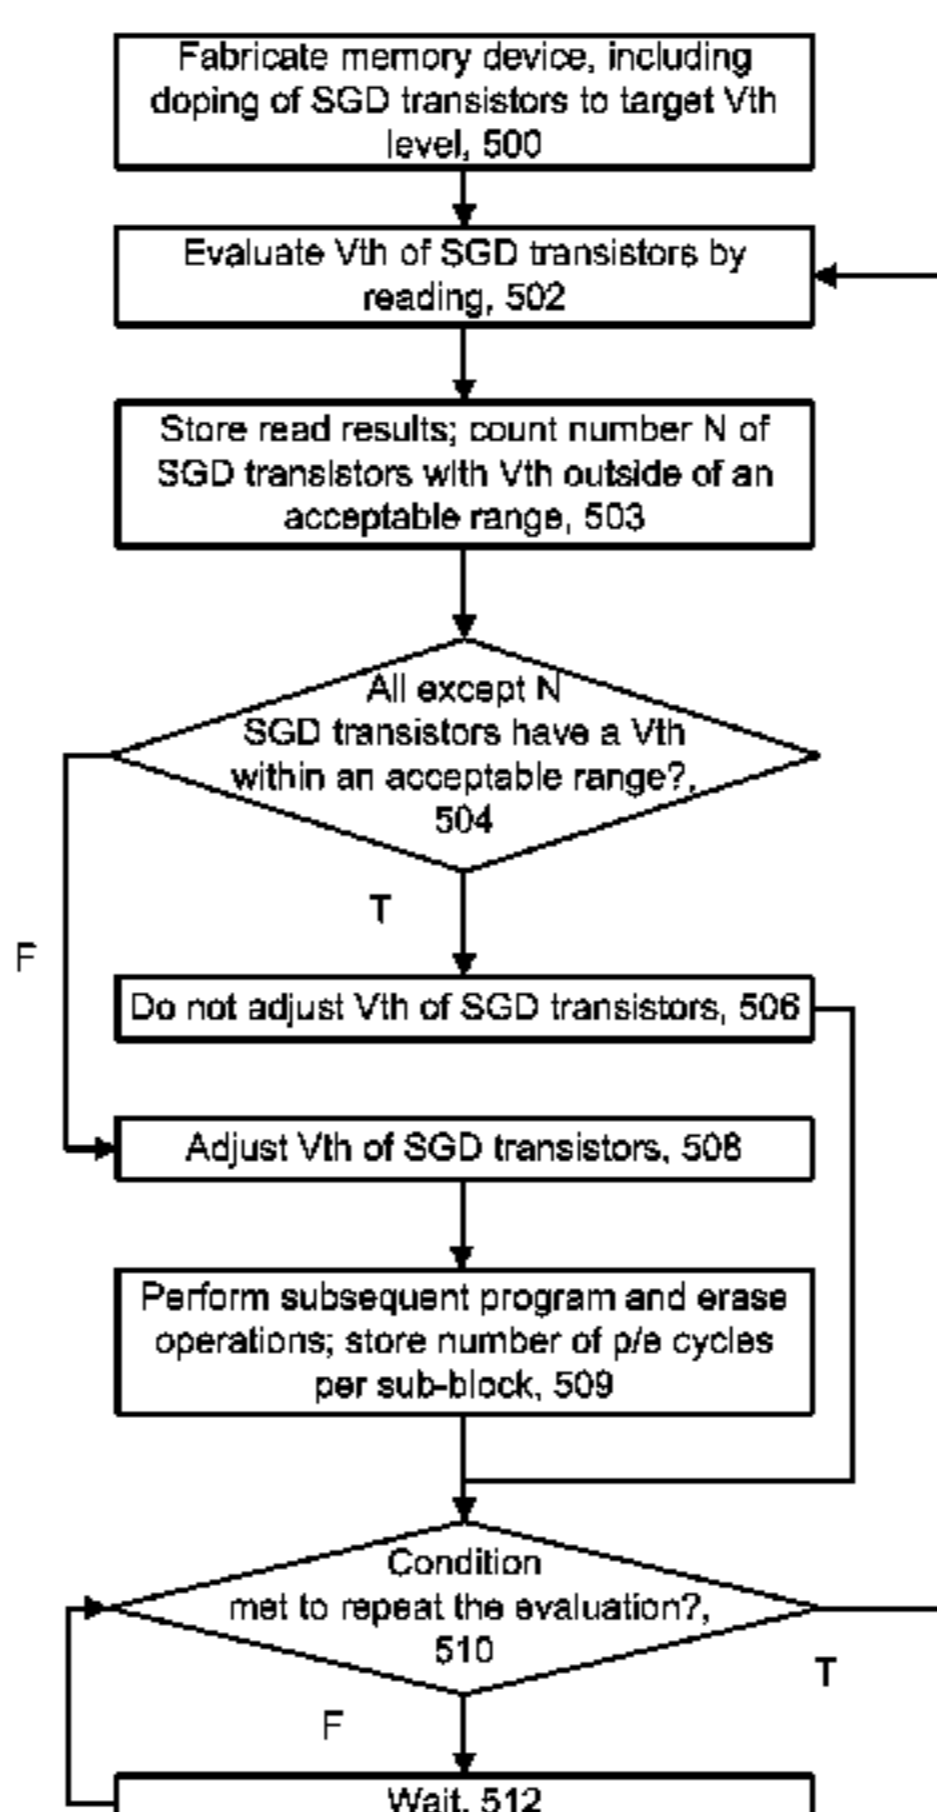 Fabricate memory device, including
doping of SGD transistors to target Vth
level, 500
Evaluate Vth of SGD transistors by
reading, 502
Store read results; count number N of
SGD transistors with Vth outside of an
acceptable range, 503
All except N
SGD transistors have a Vth
within an acceptable range?,
504
T
F
Do not adjust Vth of SGD transistors, 506
Adjust Vth of SGD transistors, 508
Perform subsequent program and erase
operations; store number of p/e cycles
per sub-block, 509
Condition
met to repeat the evaluation?,
510
T
F
Wait, 512